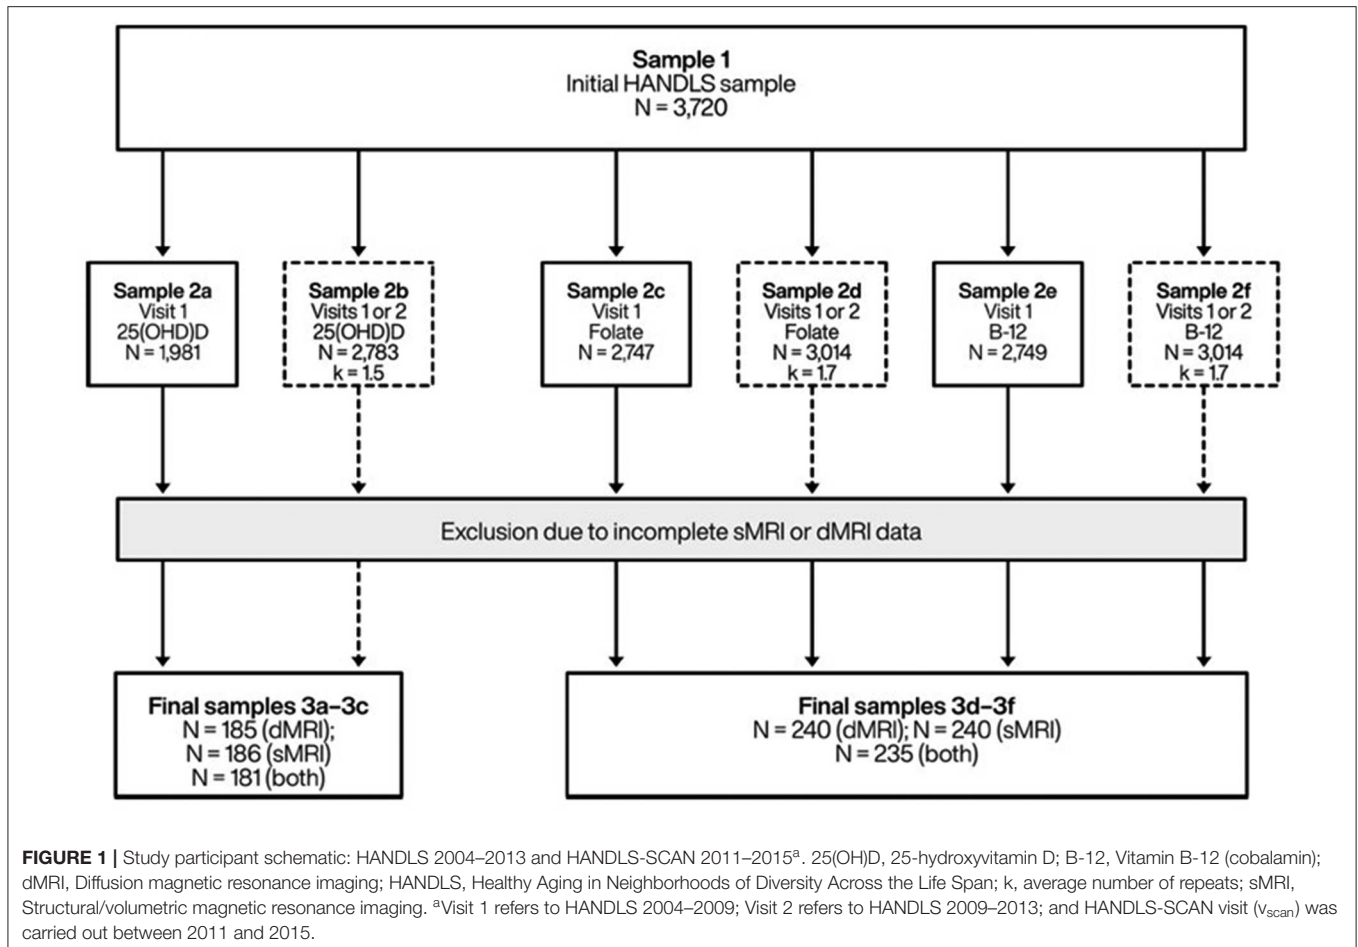 Sample 1
Initial HANDLS sample
N = 3,720
Sample 2a
Visit 1
25(OHD)D
N = 1,981
Sample 2b
Visits 1 or 2
25(OHD)D
N = 2,783
k = 1.5
Sample 2c
Visit 1
Folate
N = 2,747
Sample 2d
Visits 1 or 2
Folate
N = 3,014
k = 1.7
Sample 2e
Visit 1
B-12
N = 2,749
Sample 2f
Visits 1 or 2
B-12
N = 3,014
k = 1.7
Exclusion due to incomplete sMRI or dMRI data
Final samples 3a–3c
N = 185 (dMRI);
N = 186 (sMRI)
N = 181 (both)
Final samples 3d–3f
N = 240 (dMRI); N = 240 (sMRI)
N = 235 (both)
FIGURE 1 | Study participant schematic: HANDLS 2004–2013 and HANDLS-SCAN 2011–2015ᵃ. 25(OH)D, 25-hydroxyvitamin D; B-12, Vitamin B-12 (cobalamin);
dMRI, Diffusion magnetic resonance imaging; HANDLS, Healthy Aging in Neighborhoods of Diversity Across the Life Span; k, average number of repeats; sMRI,
Structural/volumetric magnetic resonance imaging. ᵃVisit 1 refers to HANDLS 2004–2009; Visit 2 refers to HANDLS 2009–2013; and HANDLS-SCAN visit (vscan) was
carried out between 2011 and 2015.